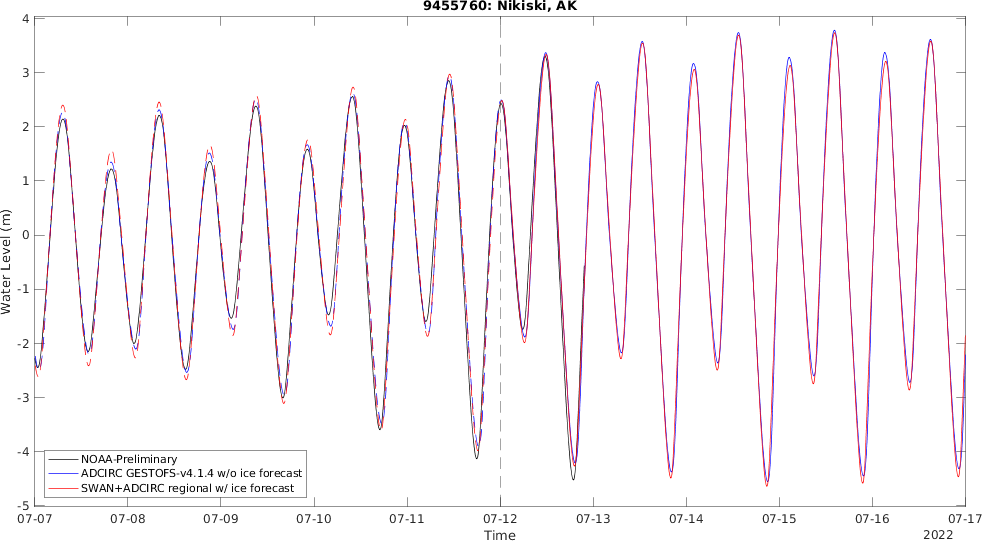 9455760: Nikiski, AK
4
3
2
1
0
-1
-2
-3
-4
-5
Water Level (m)
NOAA-Preliminary
ADCIRC GESTOFS-v4.1.4 w/o ice forecast
SWAN+ADCIRC regional w/ ice forecast
07-07 07-08 07-09 07-10 07-11 07-12 07-13 07-14 07-15 07-16 07-17
Time
2022